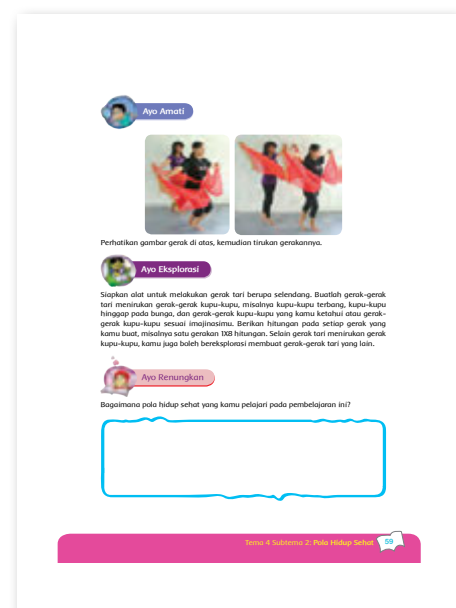 Ayo Amati
Perhatikan gambar gerak di atas, kemudian tirukan gerakannya.
Ayo Eksplorasi
Siapkan alat untuk melakukan gerak tari berupa selendang. Buatlah gerak-gerak
tari menirukan gerak-gerak kupu-kupu, misalnya kupu-kupu terbang, kupu-kupu
hinggap pada bunga, dan gerak-gerak kupu-kupu yang kamu ketahui atau gerak-
gerak kupu-kupu sesuai imajinasimu. Berikan hitungan pada setiap gerak yang
kamu buat, misalnya satu gerakan 1X8 hitungan. Selain gerak tari menirukan gerak
kupu-kupu, kamu juga boleh bereksplorasi membuat gerak-gerak tari yang lain.
Ayo Renungkan
Bagaimana pola hidup sehat yang kamu pelajari pada pembelajaran ini?
Tema 4 Subtema 2: Pola Hidup Sehat 59